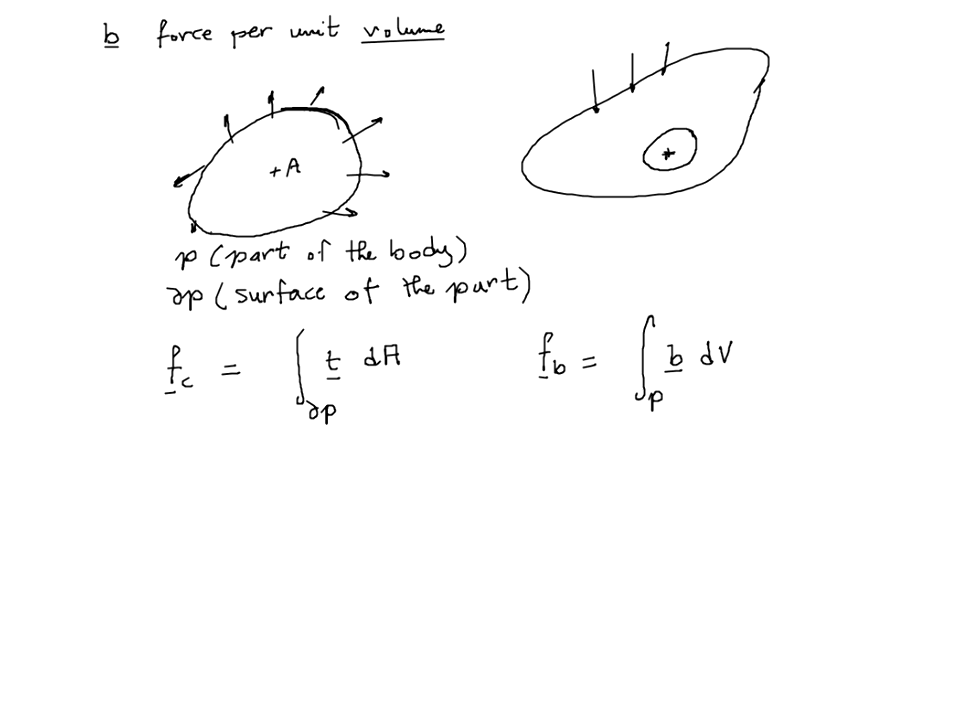 b force per unit volume
+A
+
p (part of the body)
∂p (surface of the part)
f_c = ∫_∂p t dA f_b = ∫_p b dV